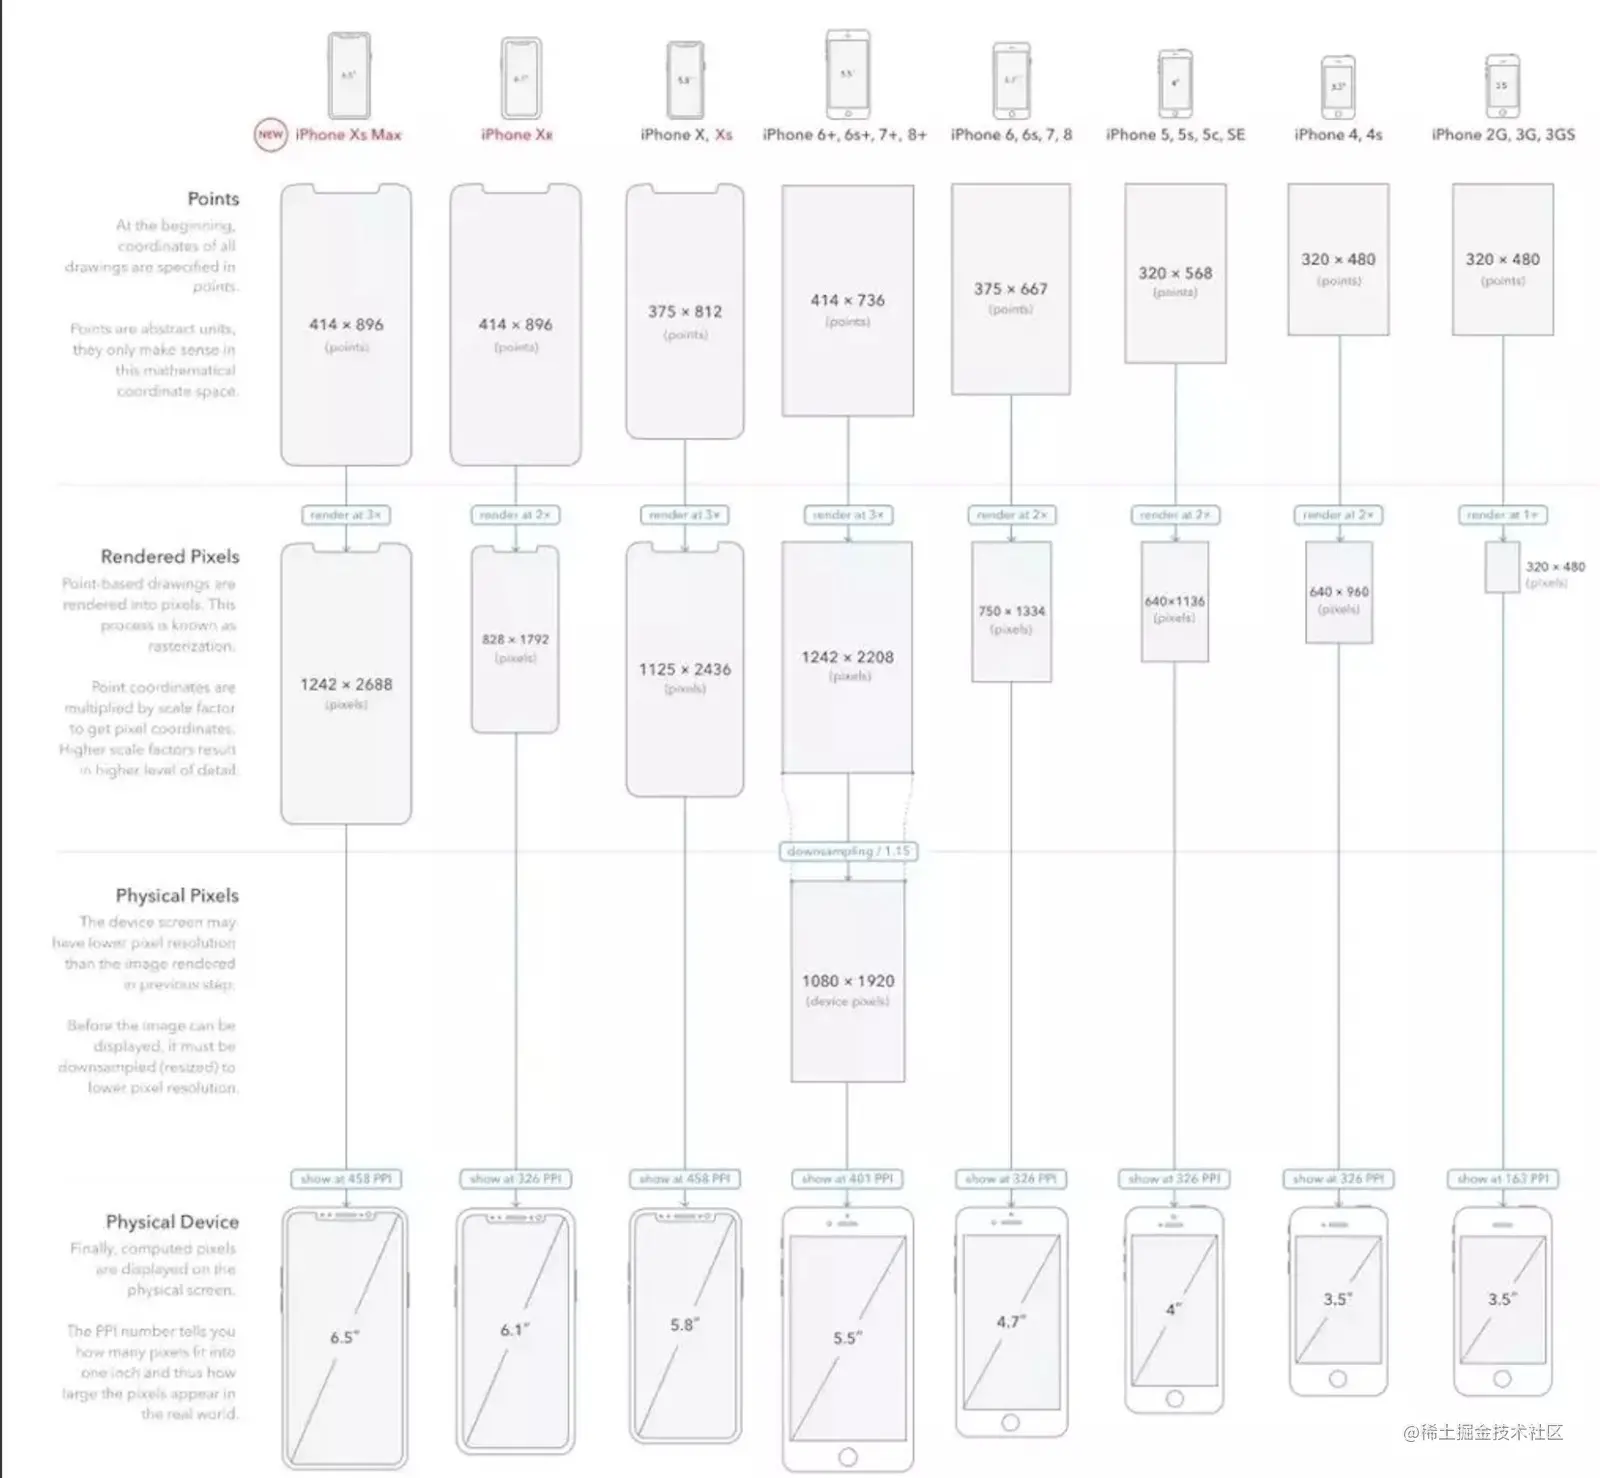 6.5"
6.1"
5.8"
5.5"
4.7"
4"
3.5"
3.5
NEW iPhone Xs Max
iPhone XR
iPhone X, Xs
iPhone 6+, 6s+, 7+, 8+
iPhone 6, 6s, 7, 8
iPhone 5, 5s, 5c, SE
iPhone 4, 4s
iPhone 2G, 3G, 3GS
Points
At the beginning,
coordinates of all
drawings are specified in
points.
Points are abstract units,
they only make sense in
this mathematical
coordinate space.
414 × 896
(points)
414 × 896
(points)
375 × 812
(points)
414 × 736
(points)
375 × 667
(points)
320 × 568
(points)
320 × 480
(points)
320 × 480
(points)
render at 3×
render at 2×
render at 3×
render at 3×
render at 2×
render at 2×
render at 2×
render at 1×
Rendered Pixels
Point-based drawings are
rendered into pixels. This
process is known as
rasterization.
Point coordinates are
multiplied by scale factor
to get pixel coordinates.
Higher scale factors result
in higher level of detail.
1242 × 2688
(pixels)
828 × 1792
(pixels)
1125 × 2436
(pixels)
1242 × 2208
(pixels)
750 × 1334
(pixels)
640×1136
(pixels)
640 × 960
(pixels)
320 × 480
(pixels)
downsampling / 1.15
Physical Pixels
The device screen may
have lower pixel resolution
than the image rendered
in previous step.
Before the image can be
displayed, it must be
downsampled (resized) to
lower pixel resolution.
1080 × 1920
(device pixels)
show at 458 PPI
show at 326 PPI
show at 458 PPI
show at 401 PPI
show at 326 PPI
show at 326 PPI
show at 326 PPI
show at 163 PPI
Physical Device
Finally, computed pixels
are displayed on the
physical screen.
The PPI number tells you
how many pixels fit into
one inch and thus how
large the pixels appear in
the real world.
6.5"
6.1"
5.8"
5.5"
4.7"
4"
3.5"
3.5"
@稀土掘金技术社区